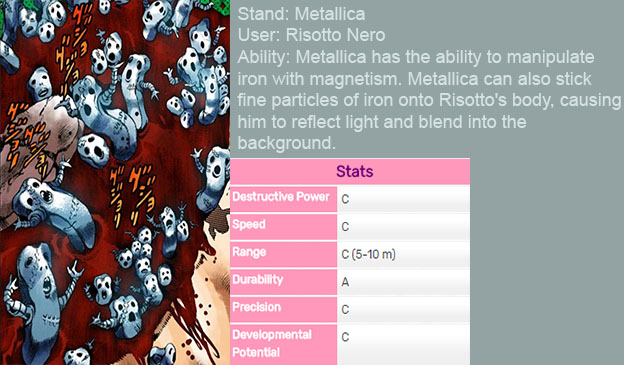 Stand: Metallica
User: Risotto Nero
Ability: Metallica has the ability to manipulate
iron with magnetism. Metallica can also stick
fine particles of iron onto Risotto's body, causing
him to reflect light and blend into the
background.
Stats
Destructive Power C
Speed C
Range C (5-10 m)
Durability A
Precision C
Developmental
Potential C